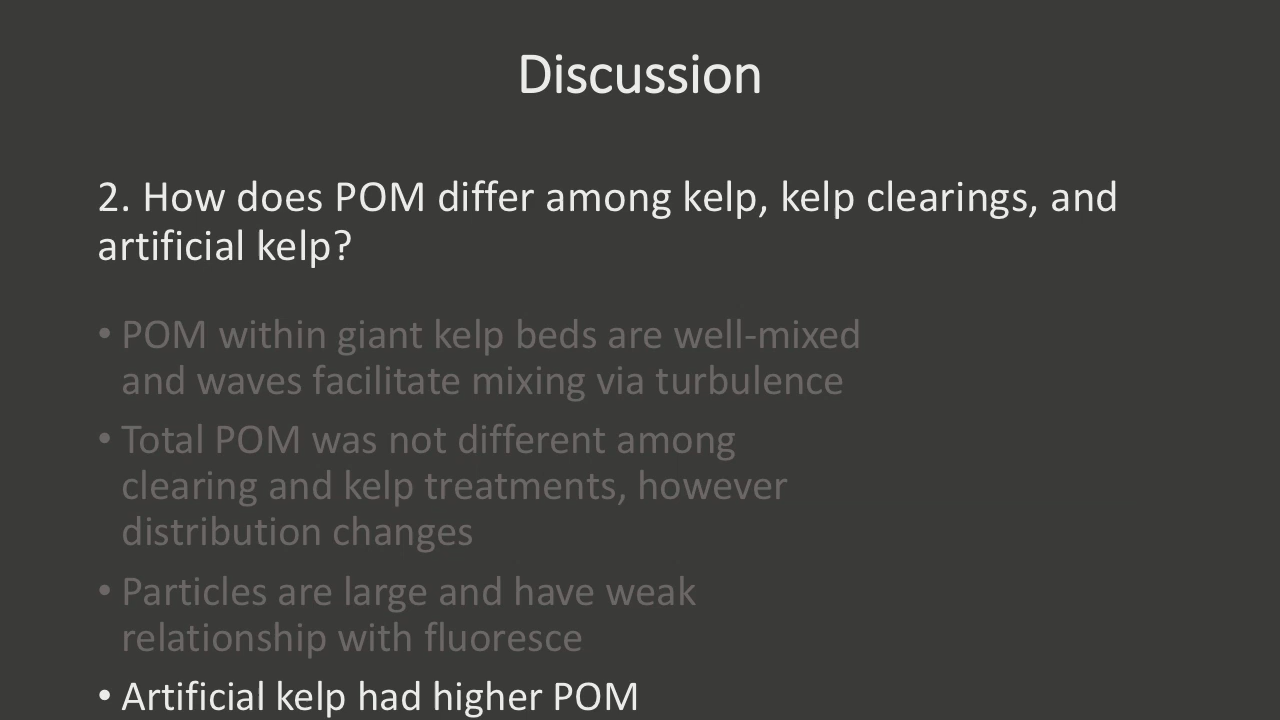 Discussion
2. How does POM differ among kelp, kelp clearings, and
artificial kelp?
• POM within giant kelp beds are well-mixed
and waves facilitate mixing via turbulence
• Total POM was not different among
clearing and kelp treatments, however
distribution changes
• Particles are large and have weak
relationship with fluoresce
• Artificial kelp had higher POM